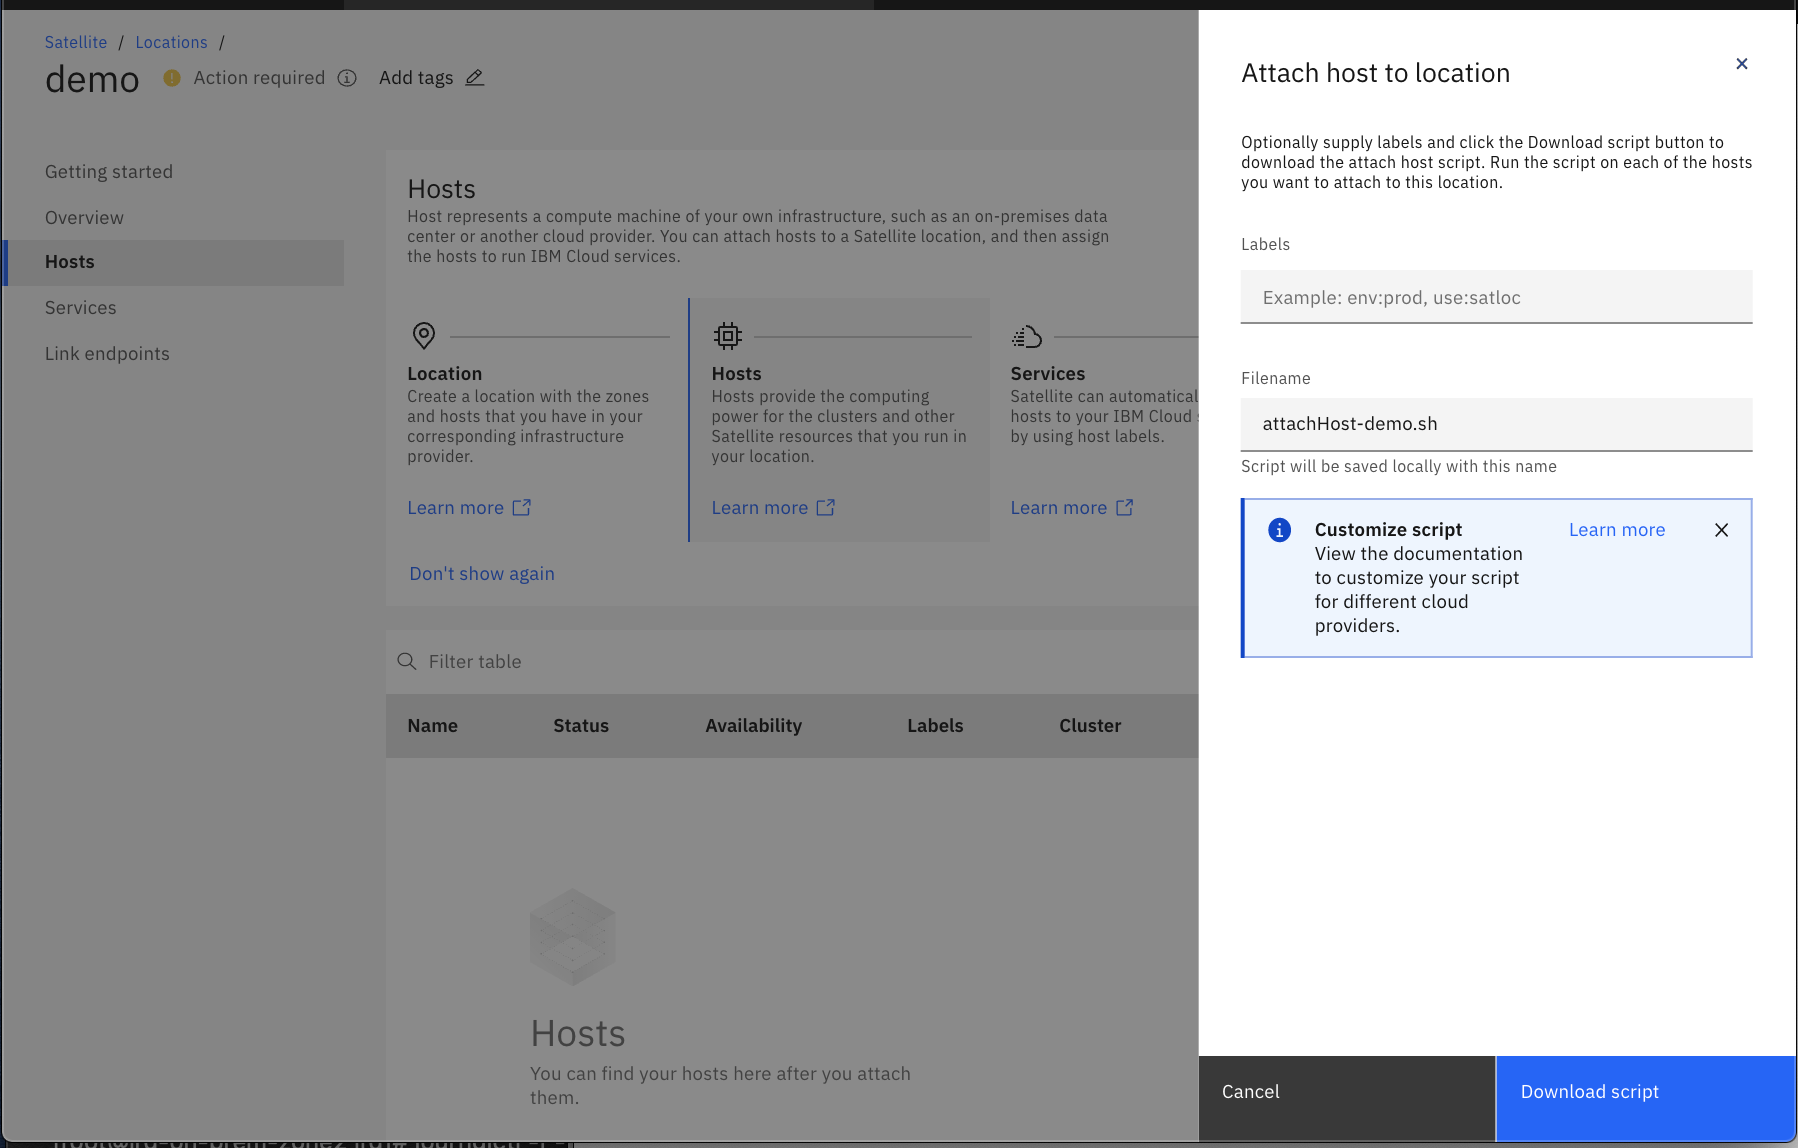 Satellite / Locations /
demo Action required Add tags
Getting started
Overview
Hosts
Services
Link endpoints
Hosts
Host represents a compute machine of your own infrastructure, such as an on-premises data
center or another cloud provider. You can attach hosts to a Satellite location, and then assign
the hosts to run IBM Cloud services.
Location
Create a location with the zones
and hosts that you have in your
corresponding infrastructure
provider.
Learn more
Hosts
Hosts provide the computing
power for the clusters and other
Satellite resources that you run in
your location.
Learn more
Services
Satellite can automatical
hosts to your IBM Cloud
by using host labels.
Learn more
Don't show again
Filter table
Name Status Availability Labels Cluster
Hosts
You can find your hosts here after you attach
them.
Attach host to location
Optionally supply labels and click the Download script button to
download the attach host script. Run the script on each of the hosts
you want to attach to this location.
Labels
Example: env:prod, use:satloc
Filename
attachHost-demo.sh
Script will be saved locally with this name
Customize script Learn more
View the documentation
to customize your script
for different cloud
providers.
Cancel
Download script